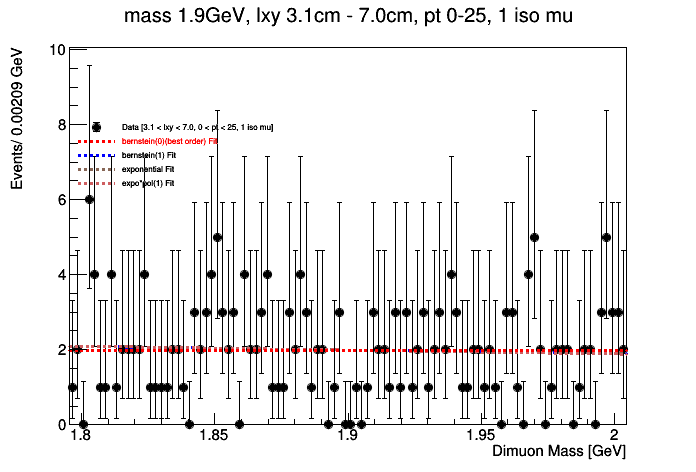 mass 1.9GeV, lxy 3.1cm - 7.0cm, pt 0-25, 1 iso mu
Events/ 0.00209 GeV
10
8
6
4
2
0
Data [3.1 < lxy < 7.0, 0 < pt < 25, 1 iso mu]
bernstein(0)(best order) Fit
bernstein(1) Fit
exponential Fit
expo*pol(1) Fit
1.8 1.85 1.9 1.95 2
Dimuon Mass [GeV]